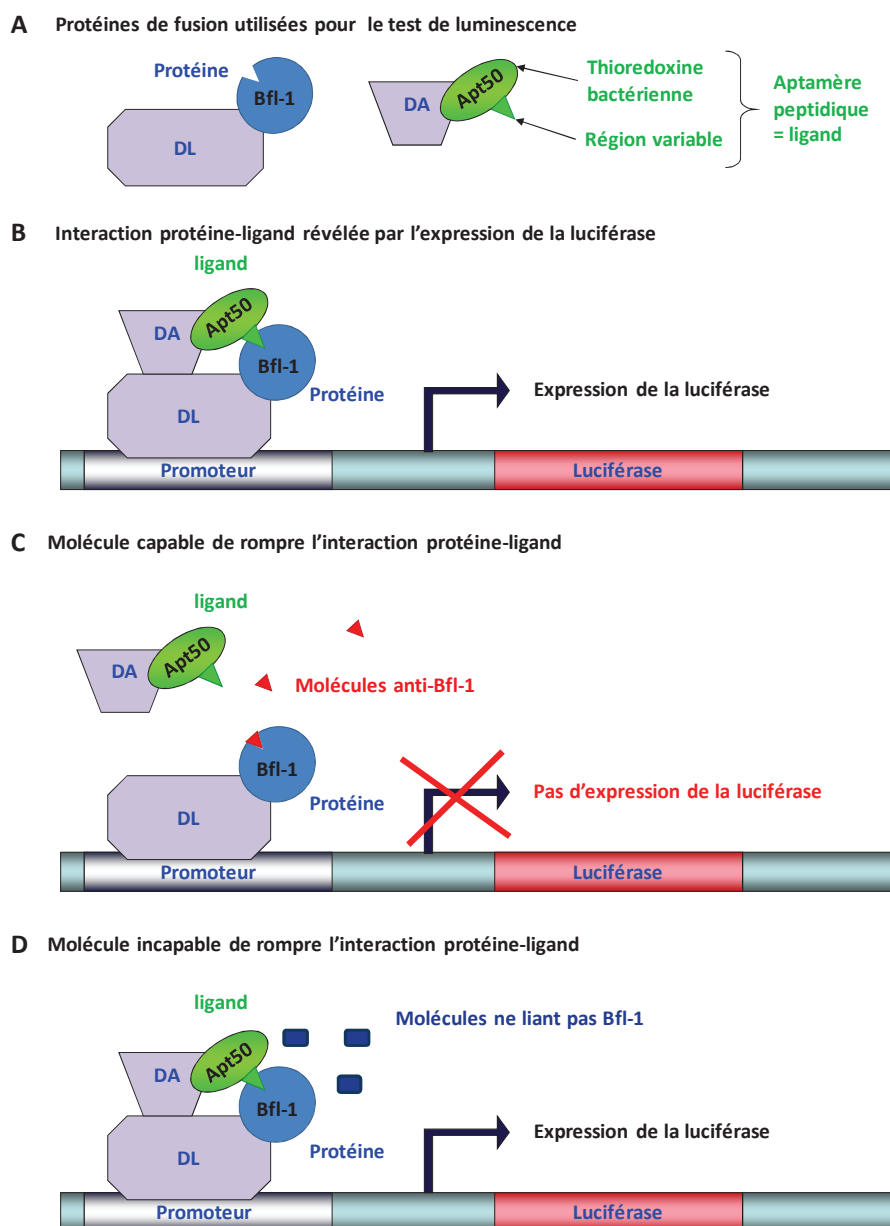 A Protéines de fusion utilisées pour le test de luminescence
Protéine
Bfl-1
DL
DA
Apt50
Thioredoxine
bactérienne
Région variable
Aptamère
peptidique
= ligand
B Interaction protéine-ligand révélée par l'expression de la luciférase
ligand
DA
Apt50
Bfl-1
DL
Protéine
Expression de la luciférase
Promoteur
Luciférase
C Molécule capable de rompre l'interaction protéine-ligand
ligand
DA
Apt50
Molécules anti-Bfl-1
Bfl-1
DL
Protéine
Pas d'expression de la luciférase
Promoteur
Luciférase
D Molécule incapable de rompre l'interaction protéine-ligand
ligand
Molécules ne liant pas Bfl-1
DA
Apt50
Bfl-1
DL
Protéine
Expression de la luciférase
Promoteur
Luciférase